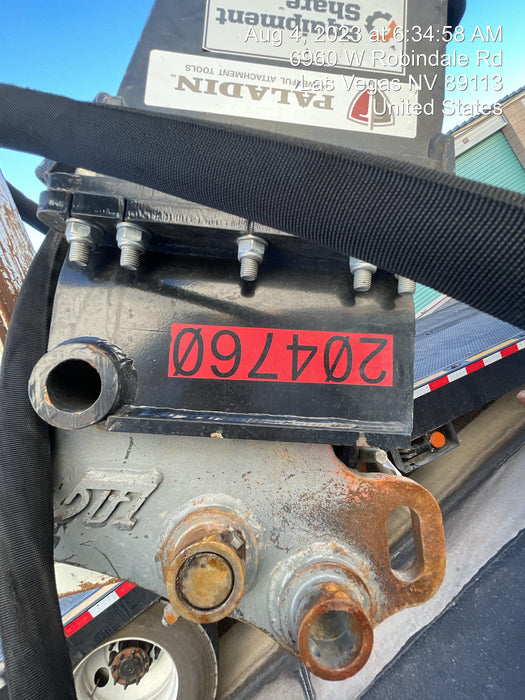 Aug 4, 2023 at 6:34:58 AM
6960 W Robindale Rd
Las Vegas NV 89113
United States
Equipment
Share
PALADIN
POWERFUL ATTACHMENT TOOLS
204760